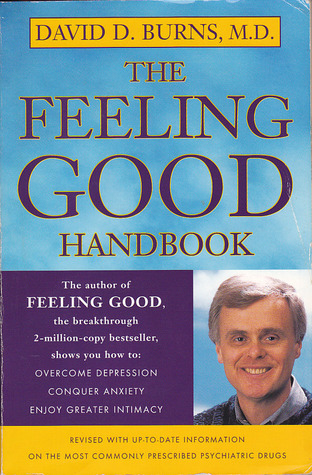 DAVID D. BURNS, M.D.
THE
FEELING
GOOD
HANDBOOK
The author of
FEELING GOOD,
the breakthrough
2-million-copy bestseller,
shows you how to:
OVERCOME DEPRESSION
CONQUER ANXIETY
ENJOY GREATER INTIMACY
REVISED WITH UP-TO-DATE INFORMATION
ON THE MOST COMMONLY PRESCRIBED PSYCHIATRIC DRUGS